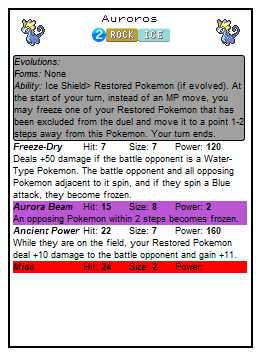 Auroros
2 ROCK ICE
Evolutions:
Forms: None
Ability: Ice Shield> Restored Pokemon (if evolved). At
the start of your turn, instead of an MP move, you
may freeze one of your Restored Pokemon that has
been excluded from the duel and move it to a point 1-2
steps away from this Pokemon. Your turn ends.
Freeze-Dry Hit: 7 Size: 7 Power: 120
Deals +50 damage if the battle opponent is a Water-
Type Pokemon. The battle opponent and all opposing
Pokemon adjacent to it spin, and if they spin a Blue
attack, they become frozen.
Aurora Beam Hit: 15 Size: 8 Power: 2
An opposing Pokemon within 2 steps becomes frozen.
Ancient Power Hit: 22 Size: 7 Power: 160
While they are on the field, your Restored Pokemon
deal +10 damage to the battle opponent and gain +11.
Miss Hit: 24 Size: 2 Power: